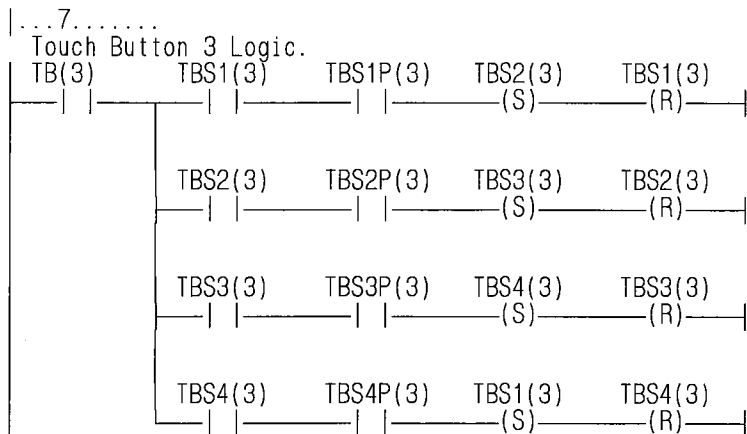 |...7.......
Touch Button 3 Logic.
TB(3) TBS1(3) TBS1P(3) TBS2(3) TBS1(3)
(S) (R)
TBS2(3) TBS2P(3) TBS3(3) TBS2(3)
(S) (R)
TBS3(3) TBS3P(3) TBS4(3) TBS3(3)
(S) (R)
TBS4(3) TBS4P(3) TBS1(3) TBS4(3)
(S) (R)